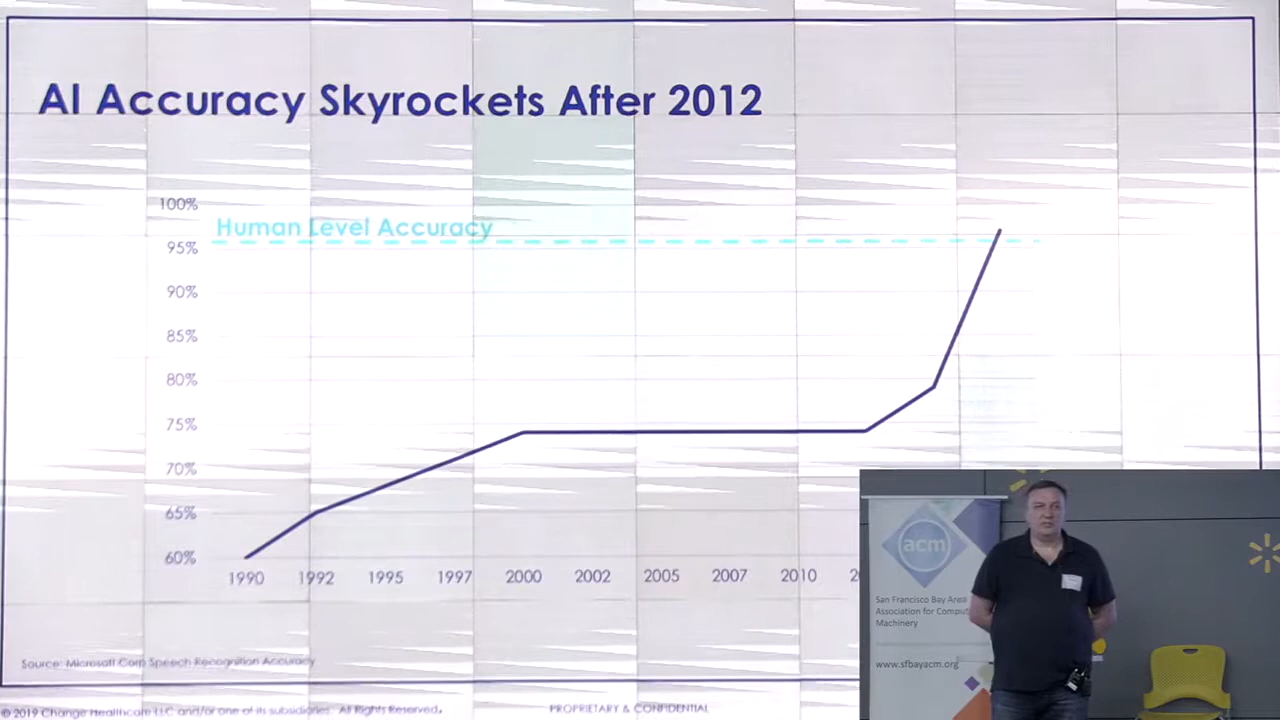 AI Accuracy Skyrockets After 2012
100%
Human Level Accuracy
95%
90%
85%
80%
75%
70%
65%
60%
1990 1992 1995 1997 2000 2002 2005 2007 2010
acm
San Francisco Bay Area
Association for
Machinery
www.sfbayacm.org
Source: Microsoft Corp Speech Recognition Accuracy
© 2019 Change Healthcare LLC and/or one of its subsidiaries. All Rights Reserved.
PROPRIETARY & CONFIDENTIAL